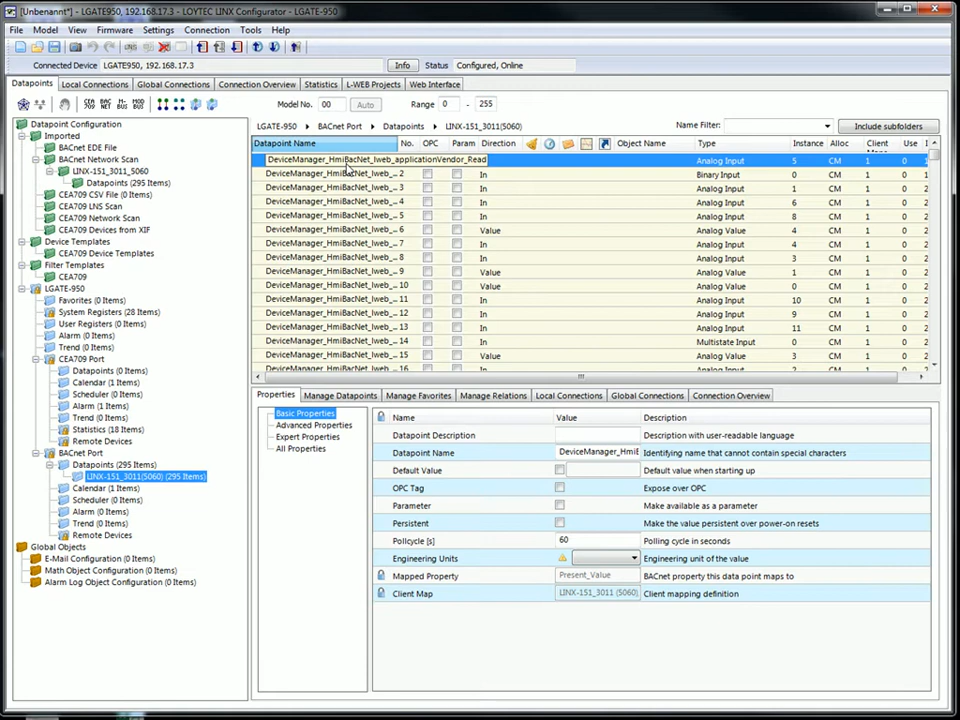 [Unbenannt*] - LGATE950, 192.168.17.3 - LOYTEC LINX Configurator - LGATE-950
File Model View Firmware Settings Connection Tools Help
Connected Device LGATE950, 192.168.17.3 Info Status Configured, Online
Datapoints Local Connections Global Connections Connection Overview Statistics L-WEB Projects Web Interface
Model No. 00 Auto Range 0 - 255
LGATE-950 BACnet Port Datapoints LINX-151_3011(5060) Name Filter: Include subfolders
Datapoint Configuration
Imported
BACnet EDE File
BACnet Network Scan
LINX-151_3011_5060
Datapoints (295 Items)
CEA709 CSV File (0 Items)
CEA709 LNS Scan
CEA709 Network Scan
CEA709 Devices from XIF
Device Templates
CEA709 Device Templates
Filter Templates
CEA709
LGATE-950
Favorites (0 Items)
System Registers (28 Items)
User Registers (0 Items)
Alarm (0 Items)
Trend (0 Items)
CEA709 Port
Datapoints (0 Items)
Calendar (1 Items)
Scheduler (0 Items)
Alarm (1 Items)
Trend (0 Items)
Statistics (18 Items)
Remote Devices
BACnet Port
Datapoints (295 Items)
LINX-151_3011(5060) (295 Items)
Calendar (1 Items)
Scheduler (0 Items)
Alarm (0 Items)
Trend (0 Items)
Remote Devices
Global Objects
E-Mail Configuration (0 Items)
Math Object Configuration (0 Items)
Alarm Log Object Configuration (0 Items)
Datapoint Name No. OPC Param Direction Object Name Type Instance Alloc Client Use
DeviceManager_HmiBacNet_lweb_applicationVendor_Read Analog Input 5 CM 1 0
DeviceManager_HmiBacNet_lweb_... 2 In Binary Input 0 CM 1 0 2
DeviceManager_HmiBacNet_lweb_... 3 In Analog Input 1 CM 1 0 2
DeviceManager_HmiBacNet_lweb_... 4 In Analog Input 6 CM 1 0 2
DeviceManager_HmiBacNet_lweb_... 5 In Analog Input 8 CM 1 0 2
DeviceManager_HmiBacNet_lweb_... 6 Value Analog Value 4 CM 1 0 2
DeviceManager_HmiBacNet_lweb_... 7 In Analog Input 4 CM 1 0 2
DeviceManager_HmiBacNet_lweb_... 8 In Analog Input 3 CM 1 0 2
DeviceManager_HmiBacNet_lweb_... 9 Value Analog Value 1 CM 1 0 2
DeviceManager_HmiBacNet_lweb_... 10 Value Analog Value 0 CM 1 0 2
DeviceManager_HmiBacNet_lweb_... 11 In Analog Input 10 CM 1 0 2
DeviceManager_HmiBacNet_lweb_... 12 In Analog Input 9 CM 1 0 2
DeviceManager_HmiBacNet_lweb_... 13 In Analog Input 11 CM 1 0 2
DeviceManager_HmiBacNet_lweb_... 14 In Multistate Input 0 CM 1 0 2
DeviceManager_HmiBacNet_lweb_... 15 Value Analog Value 3 CM 1 0 2
DeviceManager_HmiBacNet_lweb_... 16 In Analog Input 2 CM 1 0 2
Properties Manage Datapoints Manage Favorites Manage Relations Local Connections Global Connections Connection Overview
Basic Properties
Advanced Properties
Expert Properties
All Properties
Name Value Description
Datapoint Description Description with user-readable language
Datapoint Name DeviceManager_HmiE Identifying name that cannot contain special characters
Default Value Default value when starting up
OPC Tag Expose over OPC
Parameter Make available as a parameter
Persistent Make the value persistent over power-on resets
Pollcycle [s] 60 Polling cycle in seconds
Engineering Units Engineering unit of the value
Mapped Property Present_Value BACnet property this data point maps to
Client Map LINX-151_3011 (5060) Client mapping definition